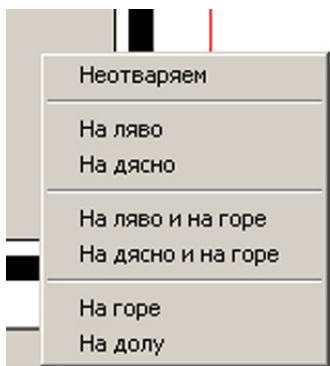 Неотваряем
На ляво
На дясно
На ляво и на горе
На дясно и на горе
На горе
На долу